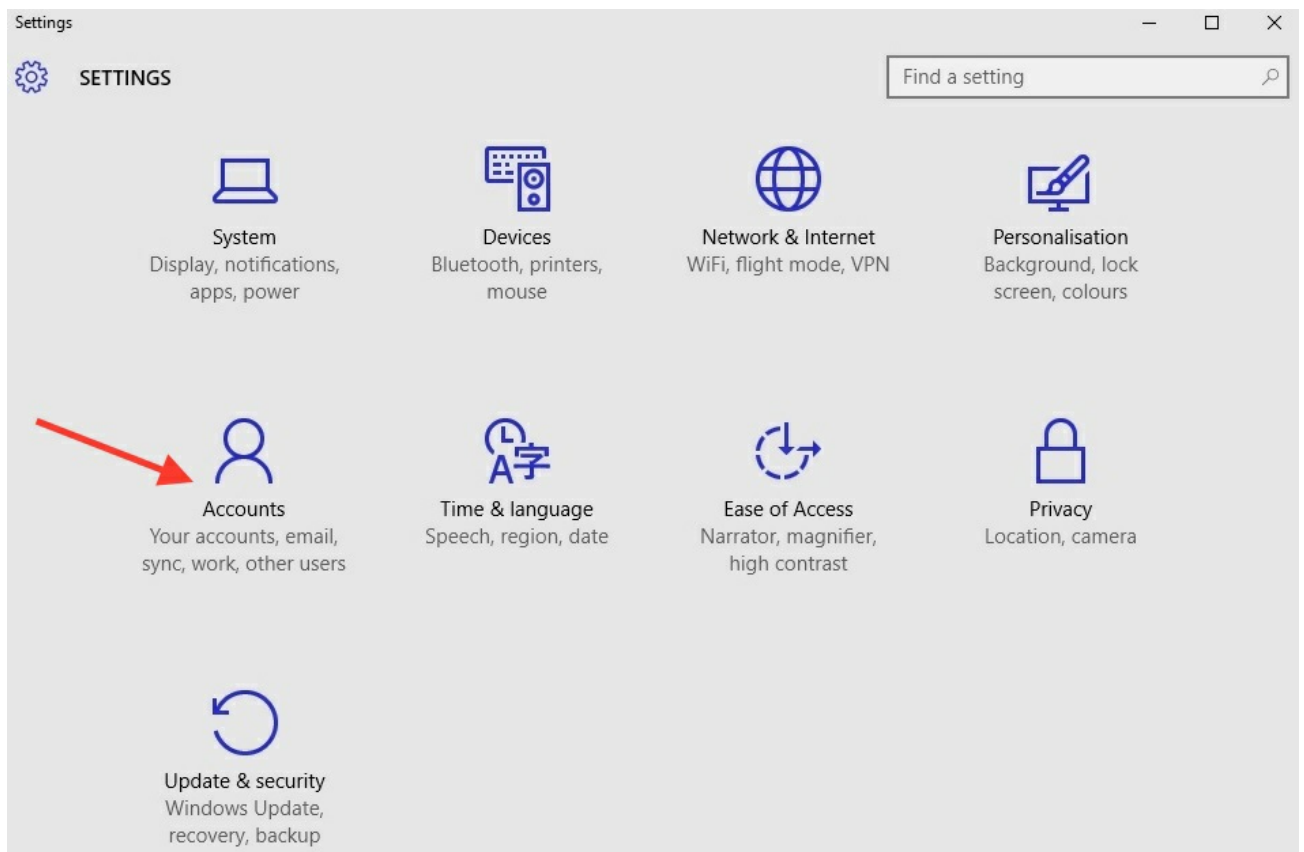 Settings
SETTINGS
Find a setting
System
Display, notifications,
apps, power
Devices
Bluetooth, printers,
mouse
Network & Internet
WiFi, flight mode, VPN
Personalisation
Background, lock
screen, colours
Accounts
Your accounts, email,
sync, work, other users
A字
Time & language
Speech, region, date
Ease of Access
Narrator, magnifier,
high contrast
Privacy
Location, camera
Update & security
Windows Update,
recovery, backup